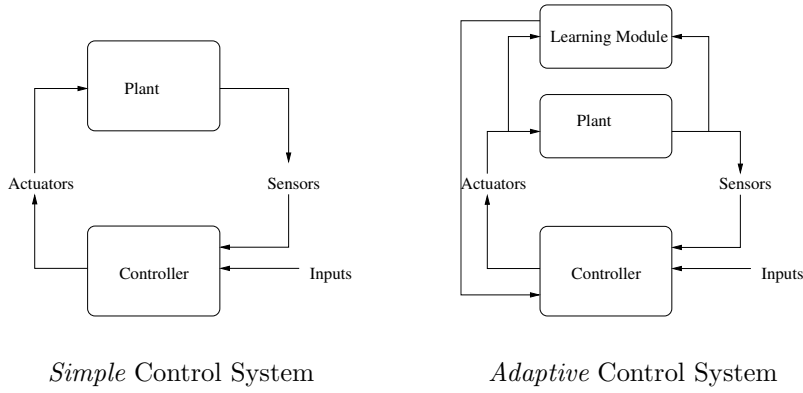 Plant
Actuators
Sensors
Controller
Inputs
Simple Control System
Learning Module
Plant
Actuators
Sensors
Controller
Inputs
Adaptive Control System